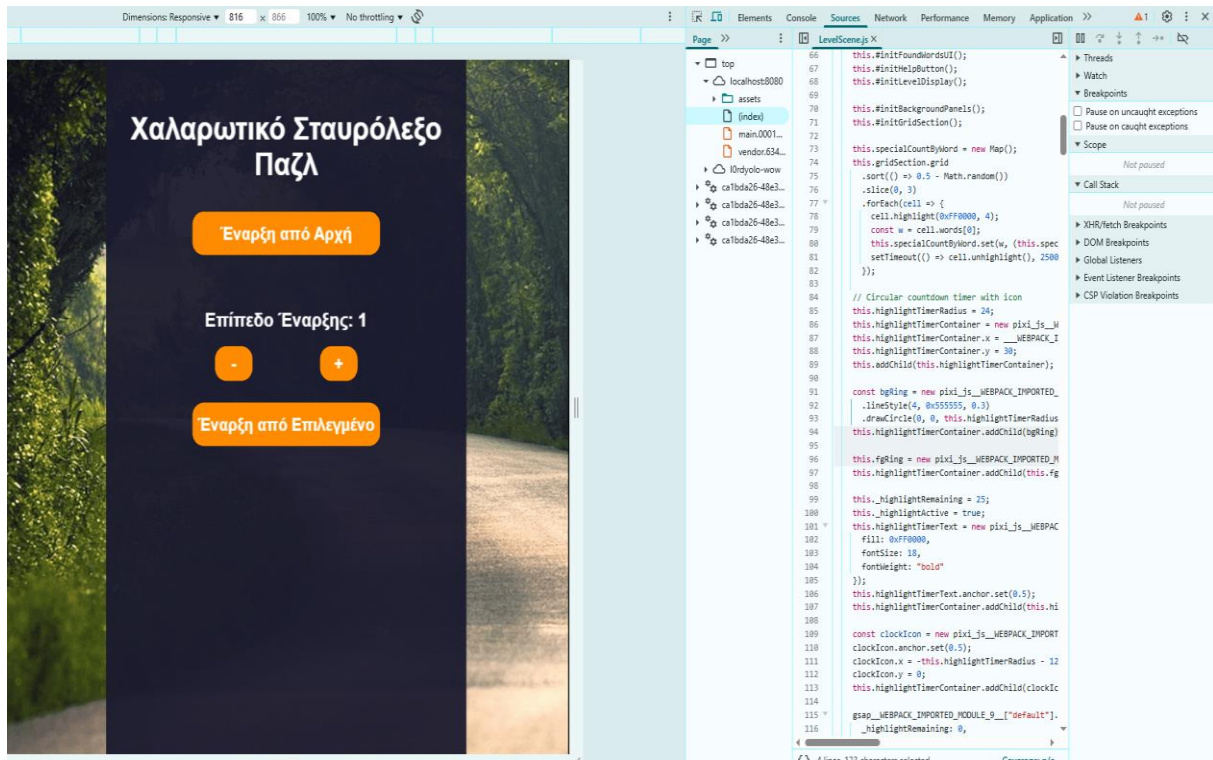 Dimensions: Responsive ▼ 816 x 866 100% ▼ No throttling ▼
Elements Console Sources Network Performance Memory Application » 1
Page » LevelScene.js ×
Χαλαρωτικό Σταυρόλεξο
Παζλ
Έναρξη από Αρχή
Επίπεδο Έναρξης: 1
- +
Έναρξη από Επιλεγμένο
top
localhost:8080
assets
(index)
main.0001...
vendor.634...
l0rdyolo-wow
ca1bda26-48e3...
ca1bda26-48e3...
ca1bda26-48e3...
ca1bda26-48e3...
66 this.#initFoundWordsUI();
67 this.#initHelpButton();
68 this.#initLevelDisplay();
69
70 this.#initBackgroundPanels();
71 this.#initGridSection();
72
73 this.specialCountByWord = new Map();
74 this.gridSection.grid
75 .sort(() => 0.5 - Math.random())
76 .slice(0, 3)
77 .forEach(cell => {
78 cell.highlight(0xFF0000, 4);
79 const w = cell.words[0];
80 this.specialCountByWord.set(w, (this.spec
81 setTimeout(() => cell.unhighlight(), 2500
82 });
83
84 // Circular countdown timer with icon
85 this.highlightTimerRadius = 24;
86 this.highlightTimerContainer = new pixi_js__W
87 this.highlightTimerContainer.x = ___WEBPACK_I
88 this.highlightTimerContainer.y = 30;
89 this.addChild(this.highlightTimerContainer);
90
91 const bgRing = new pixi_js__WEBPACK_IMPORTED_
92 .lineStyle(4, 0x555555, 0.3)
93 .drawCircle(0, 0, this.highlightTimerRadius
94 this.highlightTimerContainer.addChild(bgRing)
95
96 this.fgRing = new pixi_js__WEBPACK_IMPORTED_M
97 this.highlightTimerContainer.addChild(this.fg
98
99 this._highlightRemaining = 25;
100 this._highlightActive = true;
101 this.highlightTimerText = new pixi_js__WEBPAC
102 fill: 0xFF0000,
103 fontSize: 18,
104 fontWeight: "bold"
105 });
106 this.highlightTimerText.anchor.set(0.5);
107 this.highlightTimerContainer.addChild(this.hi
108
109 const clockIcon = new pixi_js__WEBPACK_IMPORT
110 clockIcon.anchor.set(0.5);
111 clockIcon.x = -this.highlightTimerRadius - 12
112 clockIcon.y = 0;
113 this.highlightTimerContainer.addChild(clockIc
114
115 gsap__WEBPACK_IMPORTED_MODULE_9__["default"].
116 _highlightRemaining: 0,
Threads
Watch
Breakpoints
Pause on uncaught exceptions
Pause on caught exceptions
Scope
Not paused
Call Stack
Not paused
XHR/fetch Breakpoints
DOM Breakpoints
Global Listeners
Event Listener Breakpoints
CSP Violation Breakpoints